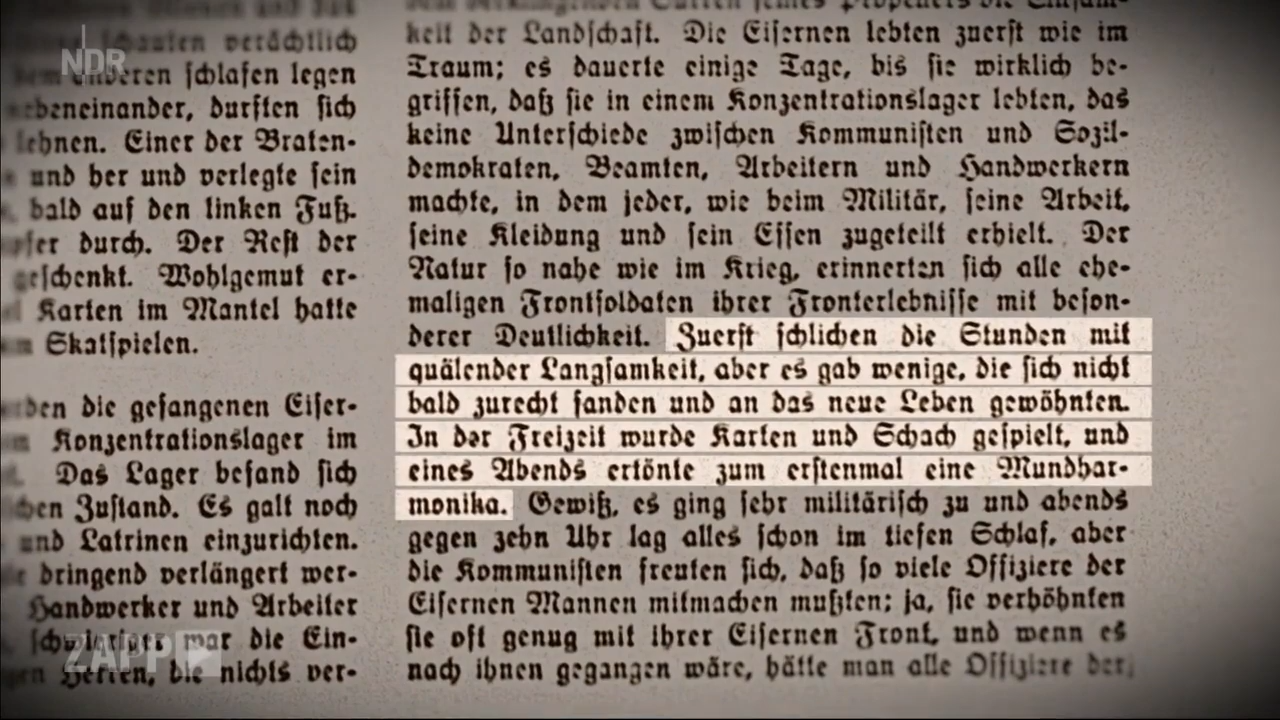 NDR
schauten verächtlich
dem anderen schlafen legen
nebeneinander, durften sich
lehnen. Einer der Braten-
und her und verlegte sein
bald auf den linken Fuß.
durch. Der Rest der
geschenkt. Wohlgemut er-
Karten im Mantel hatte
Skatspielen.
die gefangenen Eiser-
Konzentrationslager im
Das Lager befand sich
Zustand. Es galt noch
und Latrinen einzurichten.
dringend verlängert wer-
Handwerker und Arbeiter
schwieriger war die Ein-
Herren, die nichts ver-
keit der Landschaft. Die Eisernen lebten zuerst wie im
Traum; es dauerte einige Tage, bis sie wirklich be-
griffen, daß sie in einem Konzentrationslager lebten, das
keine Unterschiede zwischen Kommunisten und Sozil-
demokraten, Beamten, Arbeitern und Handwerkern
machte, in dem jeder, wie beim Militär, seine Arbeit,
seine Kleidung und sein Essen zugeteilt erhielt. Der
Natur so nahe wie im Krieg, erinnerten sich alle ehe-
maligen Frontsoldaten ihrer Fronterlebnisse mit beson-
derer Deutlichkeit. Zuerst schlichen die Stunden mit
quälender Langsamkeit, aber es gab wenige, die sich nicht
bald zurecht fanden und an das neue Leben gewöhnten.
In der Freizeit wurde Karten und Schach gespielt, und
eines Abends ertönte zum erstenmal eine Mundhar-
monika. Gewiß, es ging sehr militärisch zu und abends
gegen zehn Uhr lag alles schon im tiefen Schlaf, aber
die Kommunisten freuten sich, daß so viele Offiziere der
Eisernen Mannen mitmachen mußten; ja, sie verhöhnten
sie oft genug mit ihrer Eisernen Front, und wenn es
nach ihnen gegangen wäre, hätte man alle Offiziere der
ZAPP